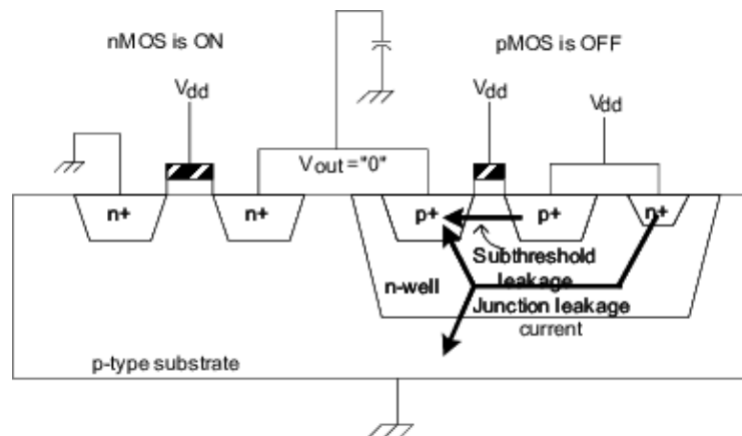 nMOS is ON
pMOS is OFF
Vdd
Vdd
Vdd
Vout="0"
n+
n+
p+
p+
n+
Subthreshold
leakage
n-well
Junction leakage
current
p-type substrate